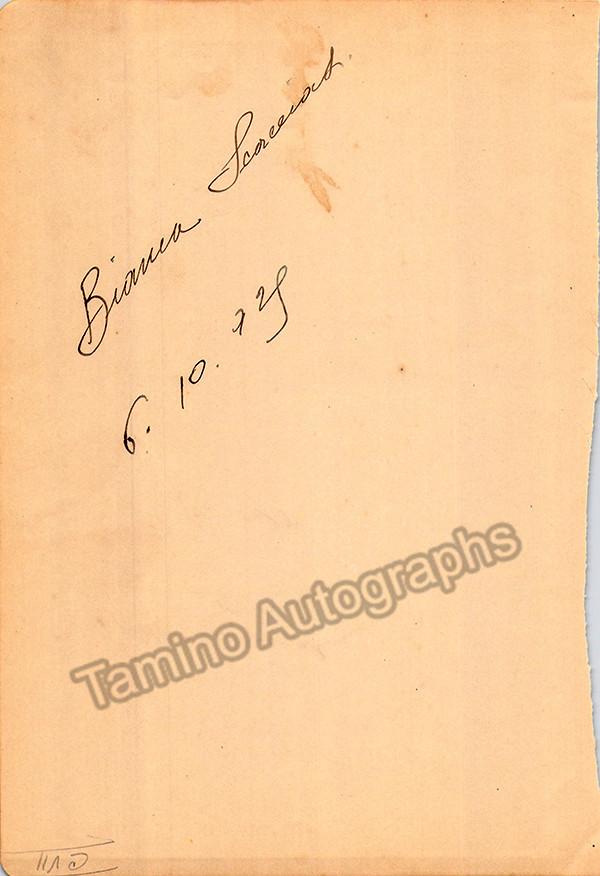 Bianca Scacciati
6. 10. 929
Tamino Autographs